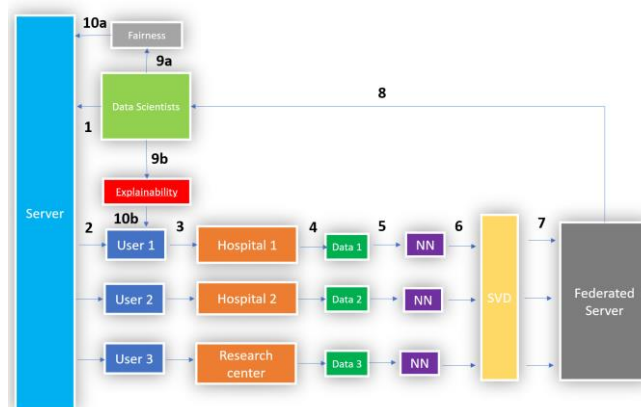 10a
Fairness
9a
Data Scientists
8
1
9b
Explainability
10b
Server
2
User 1
3
Hospital 1
4
Data 1
5
NN
6
SVD
7
Federated
Server
User 2
Hospital 2
Data 2
NN
User 3
Research
center
Data 3
NN